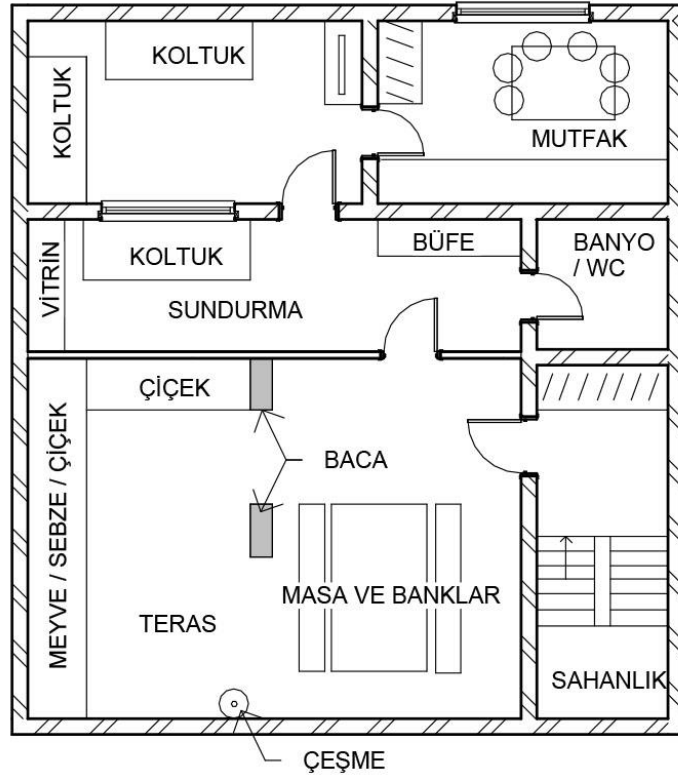 KOLTUK
KOLTUK
MUTFAK
VİTRİN
KOLTUK
BÜFE
BANYO
/ WC
SUNDURMA
MEYVE / SEBZE / ÇİÇEK
ÇİÇEK
BACA
MASA VE BANKLAR
TERAS
SAHANLIK
ÇEŞME